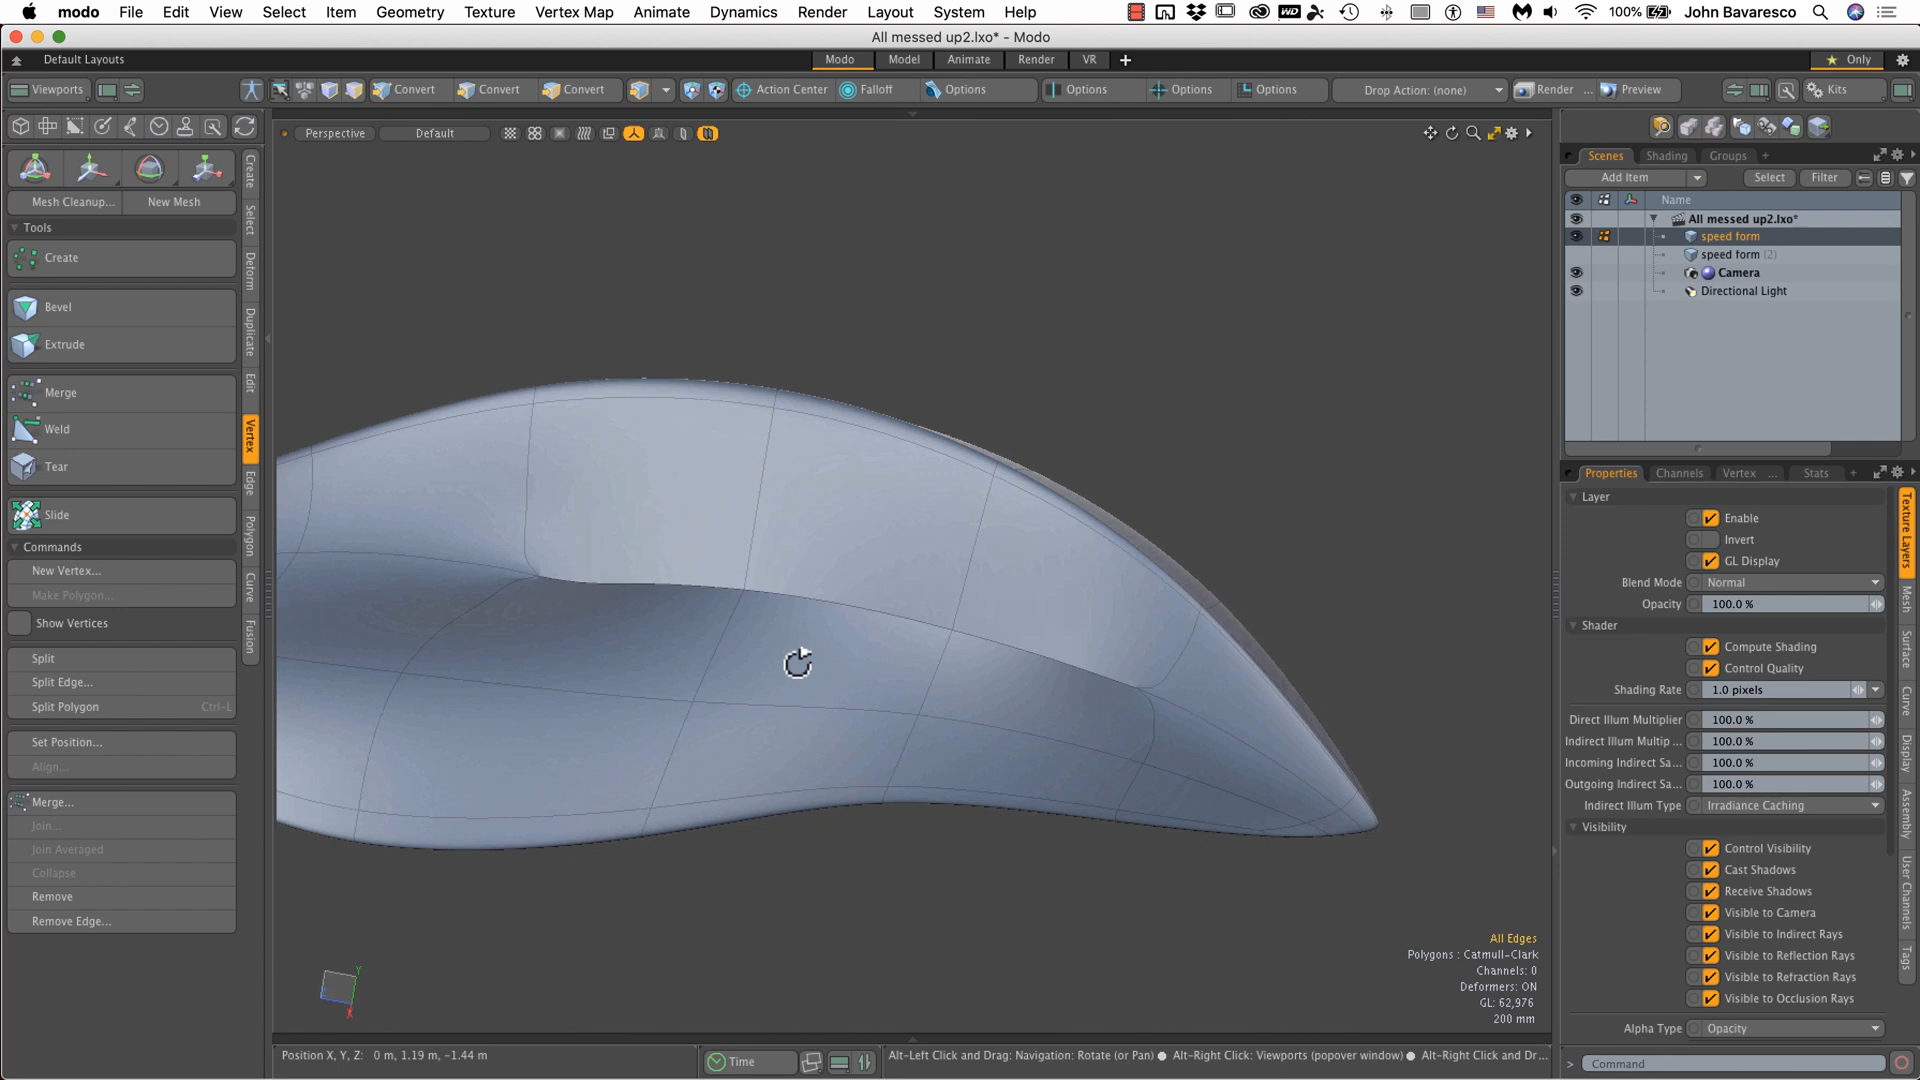 modo File Edit View Select Item Geometry Texture Vertex Map Animate Dynamics Render Layout System Help WD 100% John Bavaresco
All messed up2.lxo* - Modo
Default Layouts Modo Model Animate Render VR + Only
Viewports Convert Convert Convert Action Center Falloff Options Options Options Options Drop Action: (none) Render ... Preview Kits
Perspective Default
Mesh Cleanup... New Mesh
Tools
Create
Bevel
Extrude
Merge
Weld
Tear
Slide
Commands
New Vertex...
Make Polygon...
Show Vertices
Split
Split Edge...
Split Polygon Ctrl-L
Set Position...
Align...
Merge...
Join...
Join Averaged
Collapse
Remove
Remove Edge...
Create
Select
Deform
Duplicate
Edit
Vertex
Edge
Polygon
Curve
Fusion
All Edges
Polygons : Catmull-Clark
Channels: 0
Deformers: ON
GL: 62,976
200 mm
Y
X
Position X, Y, Z: 0 m, 1.19 m, -1.44 m Time Alt-Left Click and Drag: Navigation: Rotate (or Pan) ● Alt-Right Click: Viewports (popover window) ● Alt-Right Click and Dr...
Scenes Shading Groups +
Add Item Select Filter
Name
All messed up2.lxo*
speed form
speed form (2)
Camera
Directional Light
Properties Channels Vertex ... Stats +
Layer
Enable
Invert
GL Display
Blend Mode Normal
Opacity 100.0 %
Shader
Compute Shading
Control Quality
Shading Rate 1.0 pixels
Direct Illum Multiplier 100.0 %
Indirect Illum Multip ... 100.0 %
Incoming Indirect Sa... 100.0 %
Outgoing Indirect Sa... 100.0 %
Indirect Illum Type Irradiance Caching
Visibility
Control Visibility
Cast Shadows
Receive Shadows
Visible to Camera
Visible to Indirect Rays
Visible to Reflection Rays
Visible to Refraction Rays
Visible to Occlusion Rays
Alpha Type Opacity
> Command
Texture Layers
Mesh
Surface
Curve
Display
Assembly
User Channels
Tags